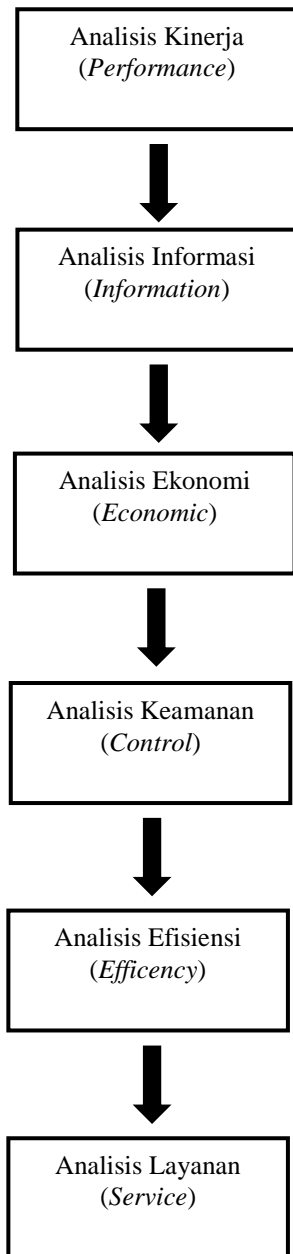 Analisis Kinerja
(Performance)
Analisis Informasi
(Information)
Analisis Ekonomi
(Economic)
Analisis Keamanan
(Control)
Analisis Efisiensi
(Efficency)
Analisis Layanan
(Service)